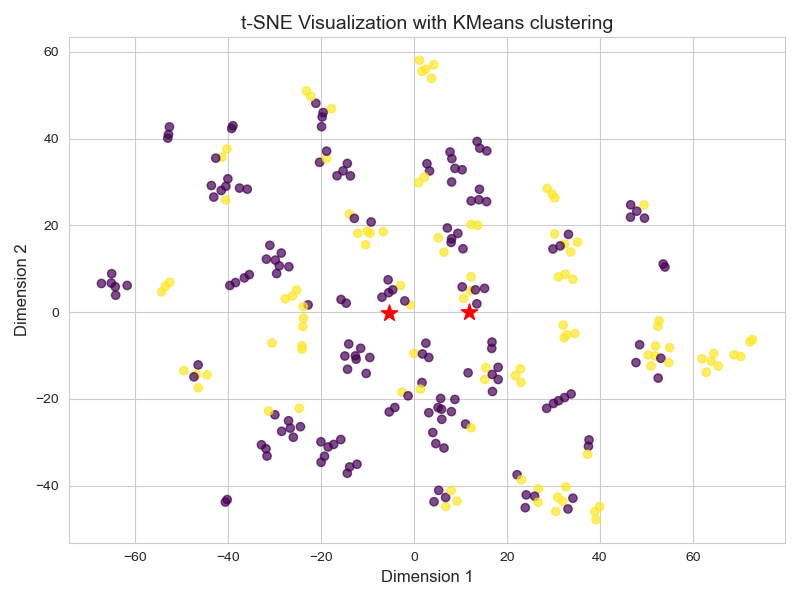 t-SNE Visualization with KMeans clustering
60
40
20
0
−20
−40
Dimension 2
−60 −40 −20 0 20 40 60
Dimension 1